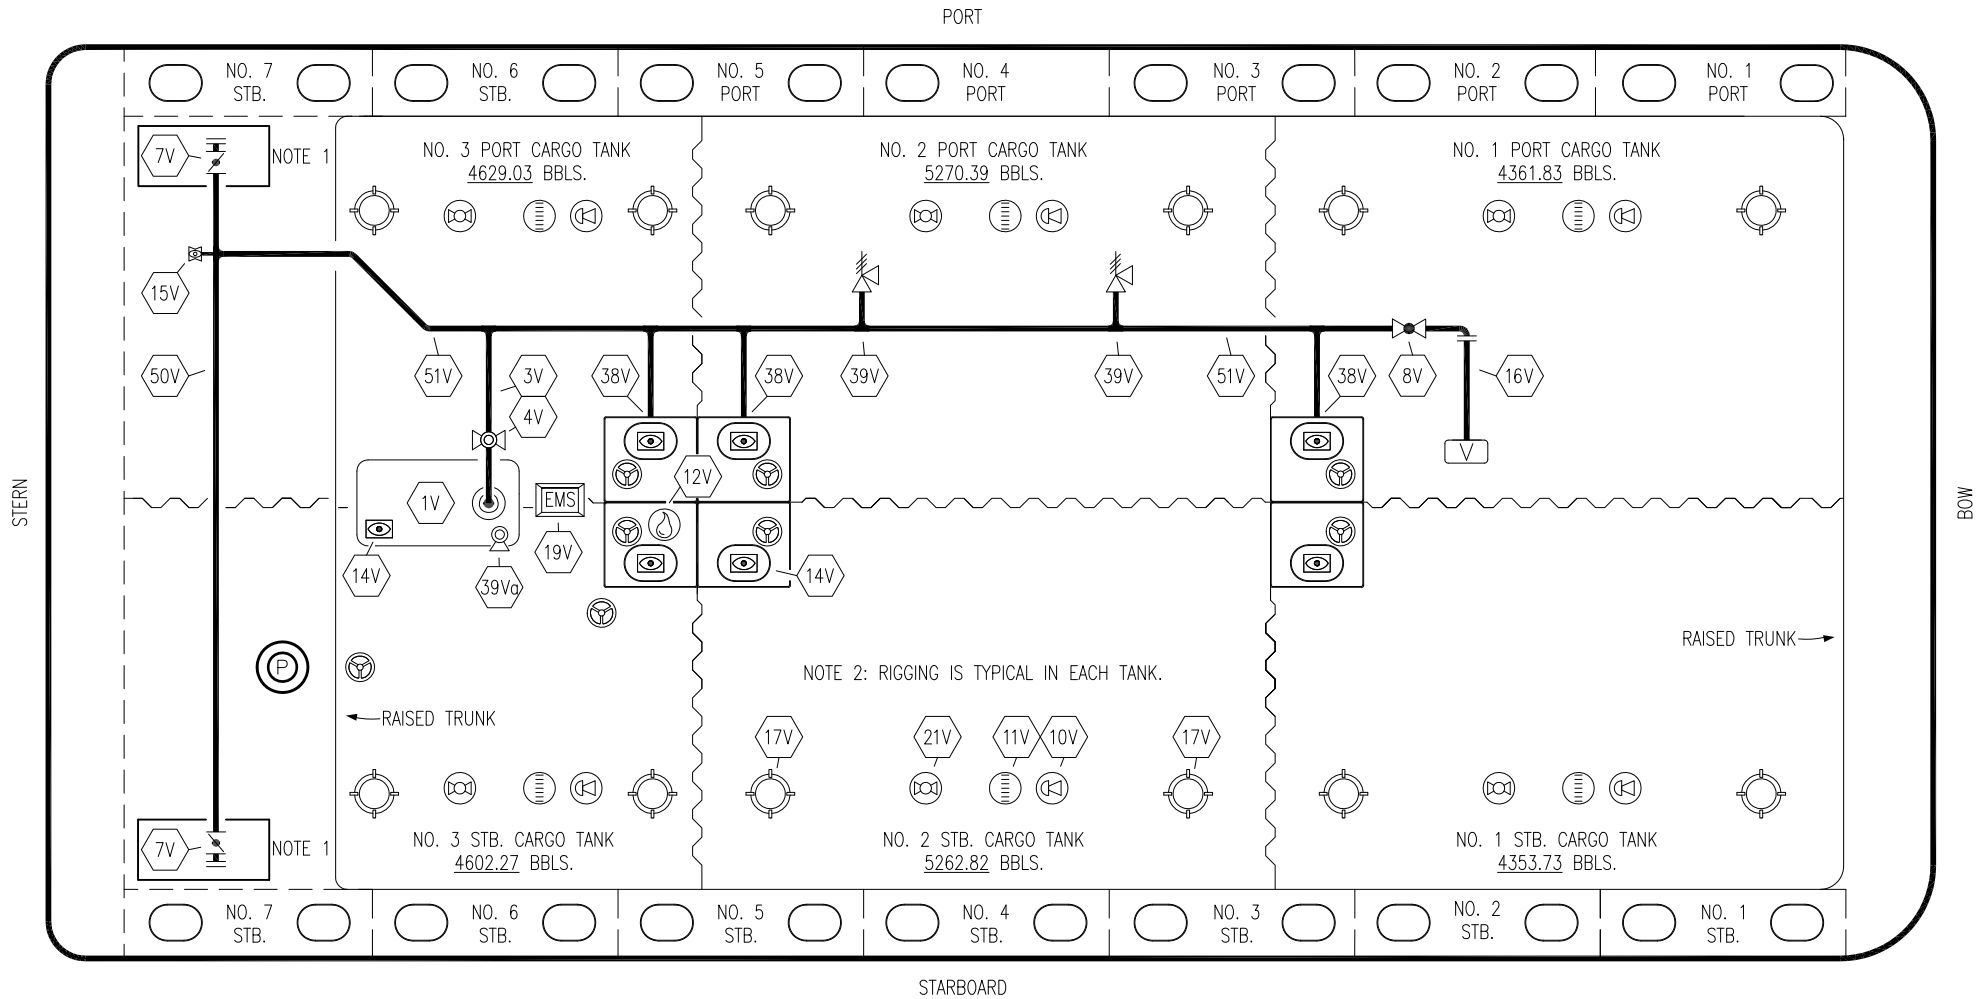 PORT
NO. 7
STB.
NO. 6
STB.
NO. 5
PORT
NO. 4
PORT
NO. 3
PORT
NO. 2
PORT
NO. 1
PORT
7V
NOTE 1
NO. 3 PORT CARGO TANK
4629.03 BBLS.
NO. 2 PORT CARGO TANK
5270.39 BBLS.
NO. 1 PORT CARGO TANK
4361.83 BBLS.
15V
50V
51V
3V
4V
38V
38V
39V
39V
51V
38V
8V
16V
V
STERN
BOW
1V
EMS
12V
14V
39Va
19V
14V
P
RAISED TRUNK
RAISED TRUNK
NOTE 2: RIGGING IS TYPICAL IN EACH TANK.
17V
21V
11V
10V
17V
7V
NOTE 1
NO. 3 STB. CARGO TANK
4602.27 BBLS.
NO. 2 STB. CARGO TANK
5262.82 BBLS.
NO. 1 STB. CARGO TANK
4353.73 BBLS.
NO. 7
STB.
NO. 6
STB.
NO. 5
STB.
NO. 4
STB.
NO. 3
STB.
NO. 2
STB.
NO. 1
STB.
STARBOARD